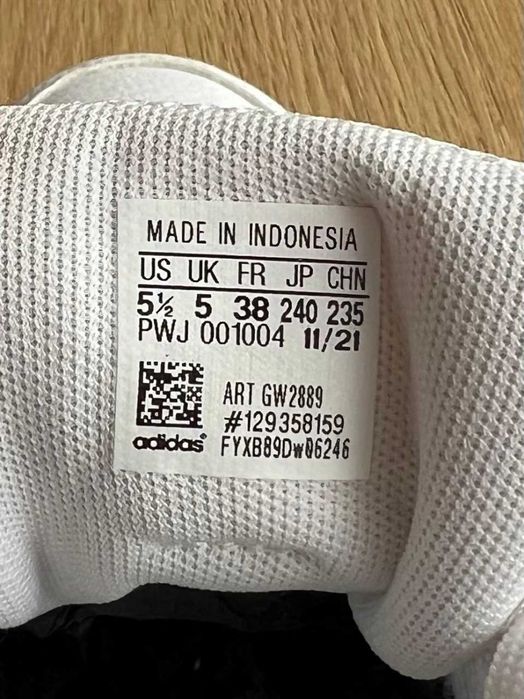 MADE IN INDONESIA
US UK FR JP CHN
5½ 5 38 240 235
PWJ 001004 11/21
ART GW2889
#129358159
adidas® FYXB89Dw06246